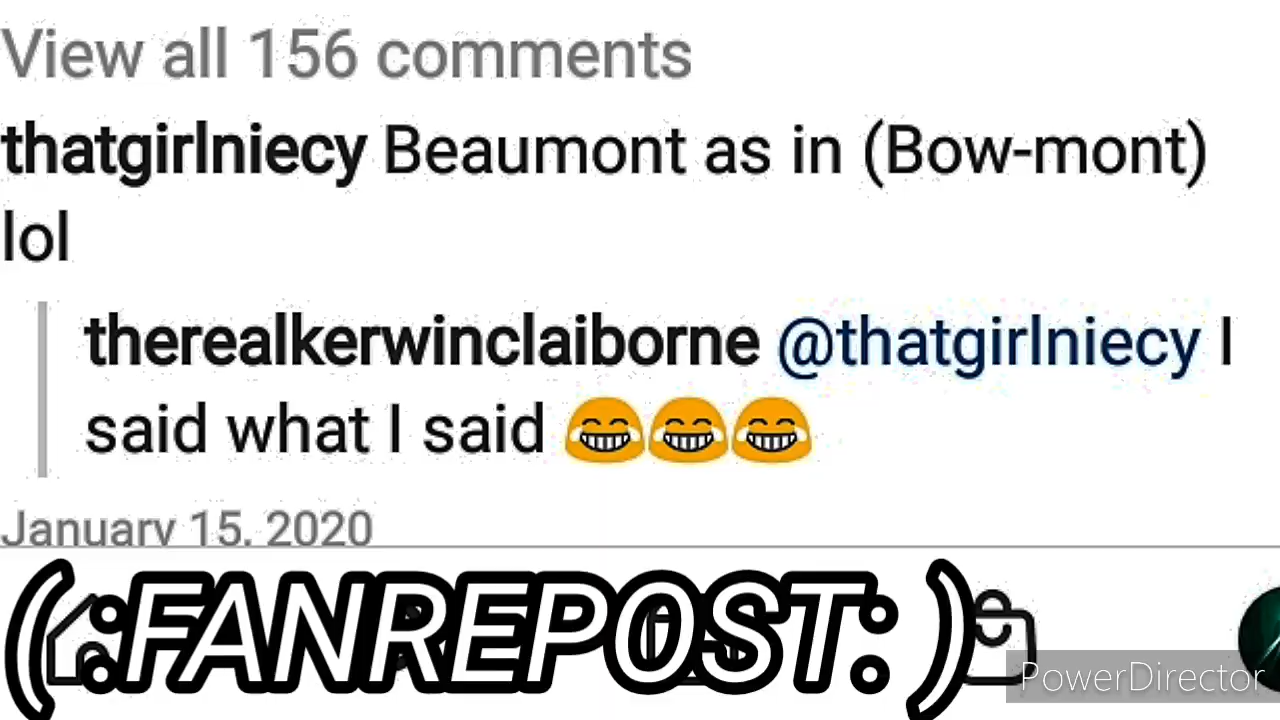 View all 156 comments
thatgirlniecy Beaumont as in (Bow-mont)
lol
therealkerwinclaiborne @thatgirlniecy I
said what I said 😂😂😂
January 15, 2020
(:FANREPOST:)
PowerDirector